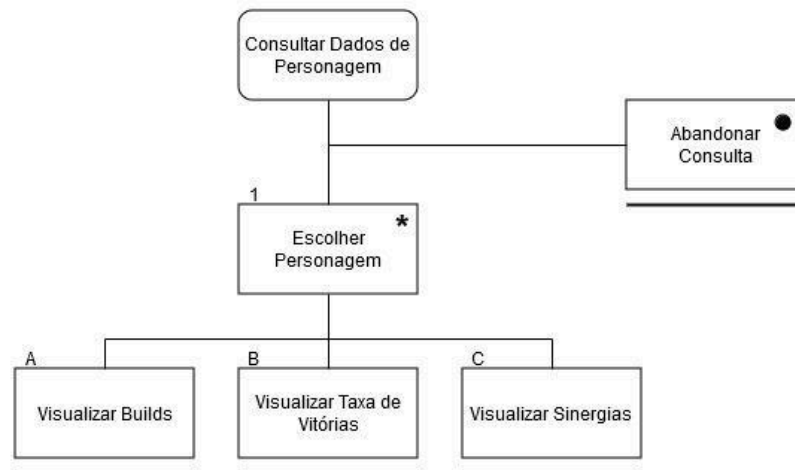 Consultar Dados de
Personagem
Abandonar
Consulta
1
*
Escolher
Personagem
A
Visualizar Builds
B
Visualizar Taxa de
Vitórias
C
Visualizar Sinergias